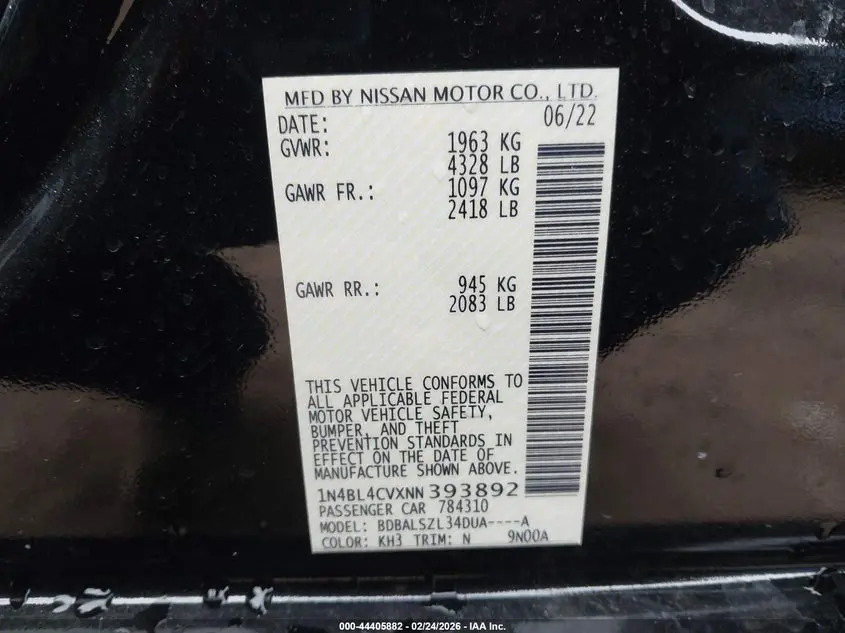 MFD BY NISSAN MOTOR CO., LTD.
DATE: 06/22
GVWR: 1963 KG
4328 LB
GAWR FR.: 1097 KG
2418 LB
GAWR RR.: 945 KG
2083 LB
THIS VEHICLE CONFORMS TO
ALL APPLICABLE FEDERAL
MOTOR VEHICLE SAFETY,
BUMPER, AND THEFT
PREVENTION STANDARDS IN
EFFECT ON THE DATE OF
MANUFACTURE SHOWN ABOVE.
1N4BL4CVXNN393892
PASSENGER CAR 784310
MODEL: BDBALSZL34DUA----A
COLOR: KH3 TRIM: N 9N00A
000-44405882 - 02/24/2026 - IAA Inc.